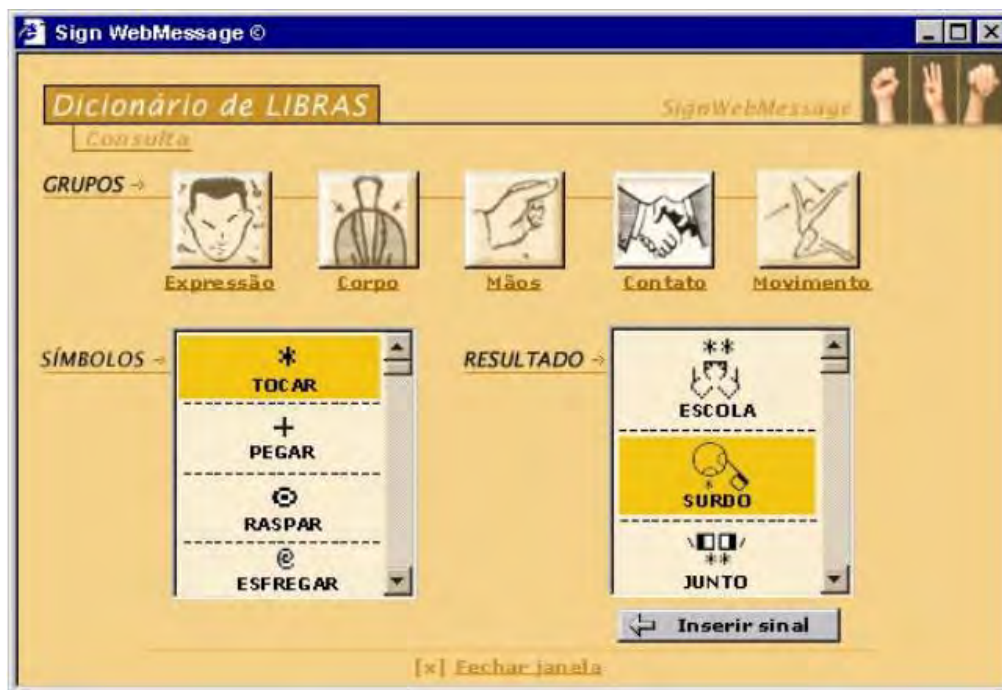 Sign WebMessage ©
Dicionário de LIBRAS
SignWebMessage
Consulta
GRUPOS
Expressão
Corpo
Mãos
Contato
Movimento
SÍMBOLOS
TOCAR
PEGAR
RASPAR
ESFREGAR
RESULTADO
ESCOLA
SURDO
JUNTO
Inserir sinal
[x] Fechar janela